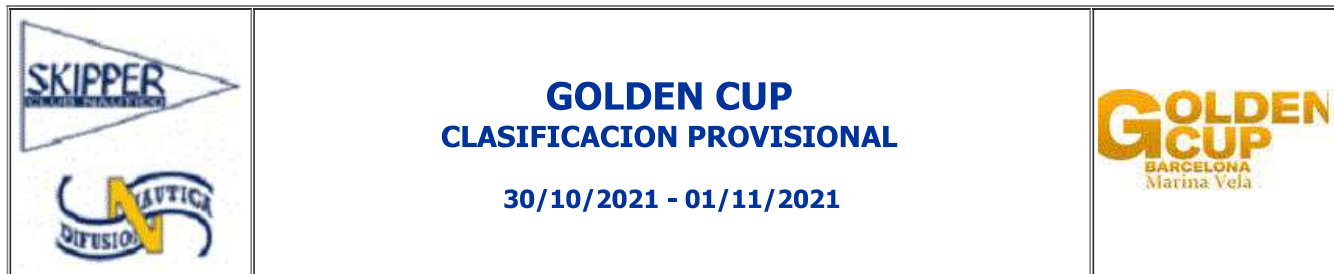 SKIPPER
CLUB NAUTICO
NAUTICA
DIFUSION
GOLDEN CUP
CLASIFICACION PROVISIONAL
30/10/2021 - 01/11/2021
GOLDEN
CUP
BARCELONA
Marina Vela